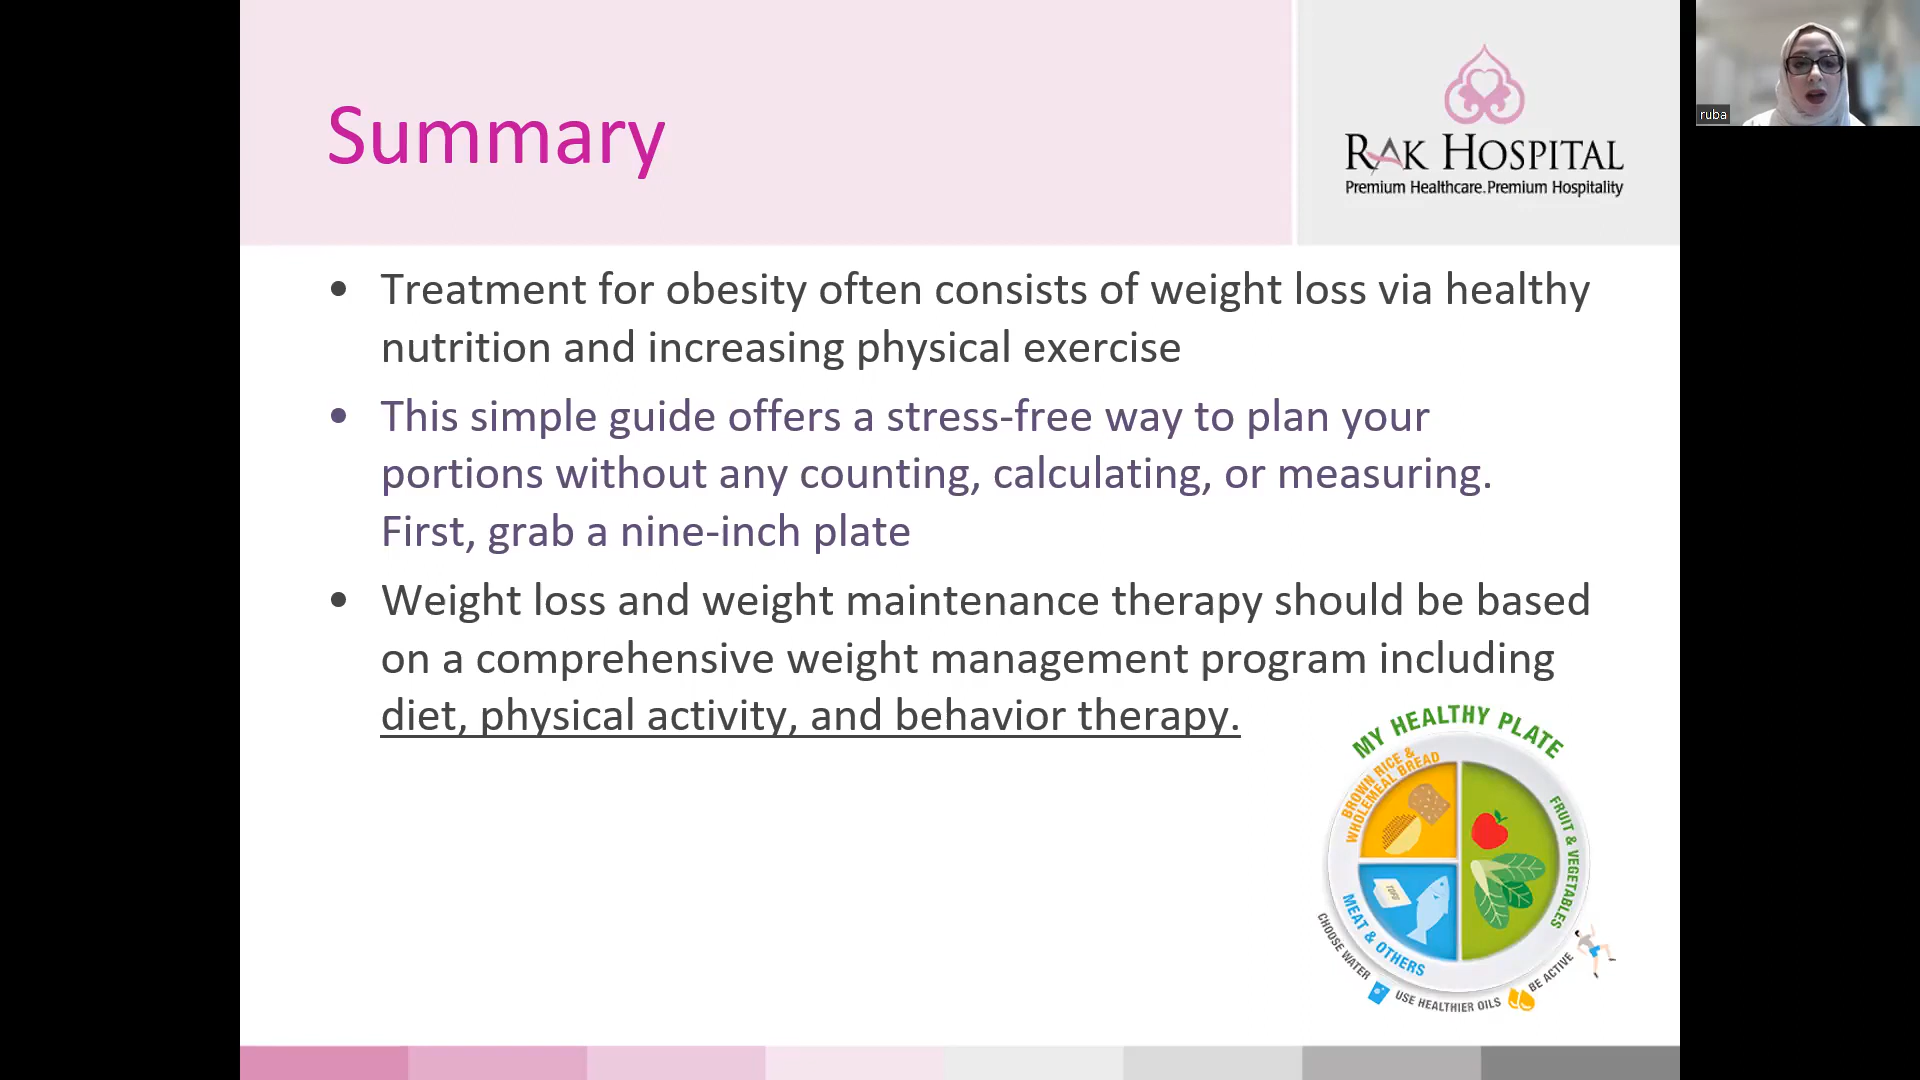 Summary
RAK HOSPITAL
Premium Healthcare.Premium Hospitality
ruba
• Treatment for obesity often consists of weight loss via healthy
nutrition and increasing physical exercise
• This simple guide offers a stress-free way to plan your
portions without any counting, calculating, or measuring.
First, grab a nine-inch plate
• Weight loss and weight maintenance therapy should be based
on a comprehensive weight management program including
diet, physical activity, and behavior therapy.
MY HEALTHY PLATE
BROWN RICE &
WHOLEMEAL BREAD
FRUIT & VEGETABLES
TOFU
MEAT & OTHERS
CHOOSE WATER
USE HEALTHIER OILS
BE ACTIVE